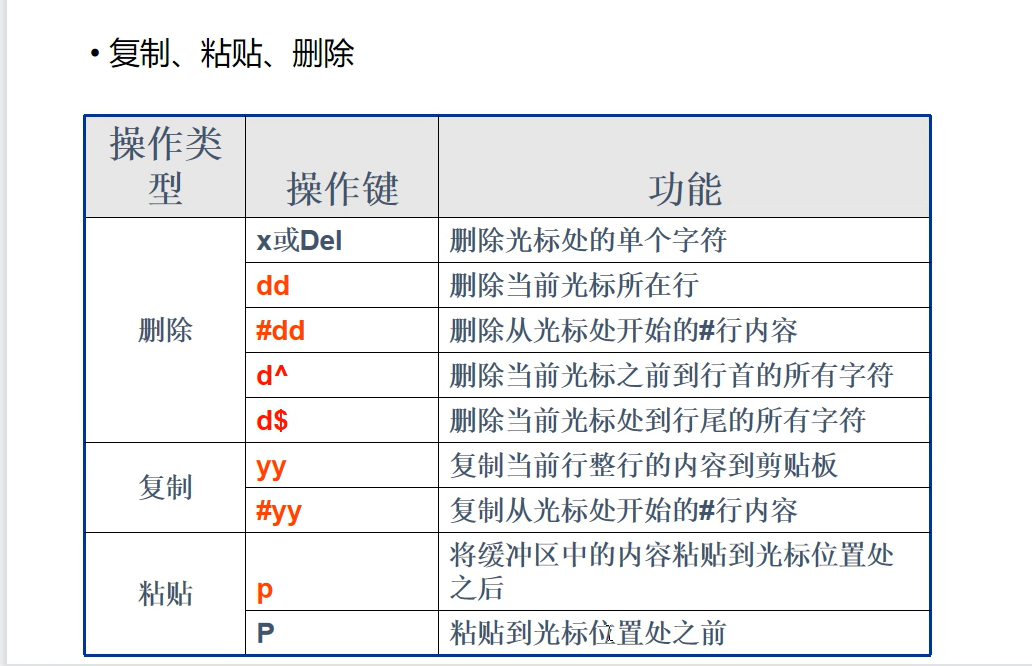 • 复制、粘贴、删除
操作类
型
操作键
功能
删除
x或Del
删除光标处的单个字符
dd
删除当前光标所在行
#dd
删除从光标处开始的#行内容
d^
删除当前光标之前到行首的所有字符
d$
删除当前光标处到行尾的所有字符
复制
yy
复制当前行整行的内容到剪贴板
#yy
复制从光标处开始的#行内容
粘贴
p
将缓冲区中的内容粘贴到光标位置处
之后
P
粘贴到光标位置处之前